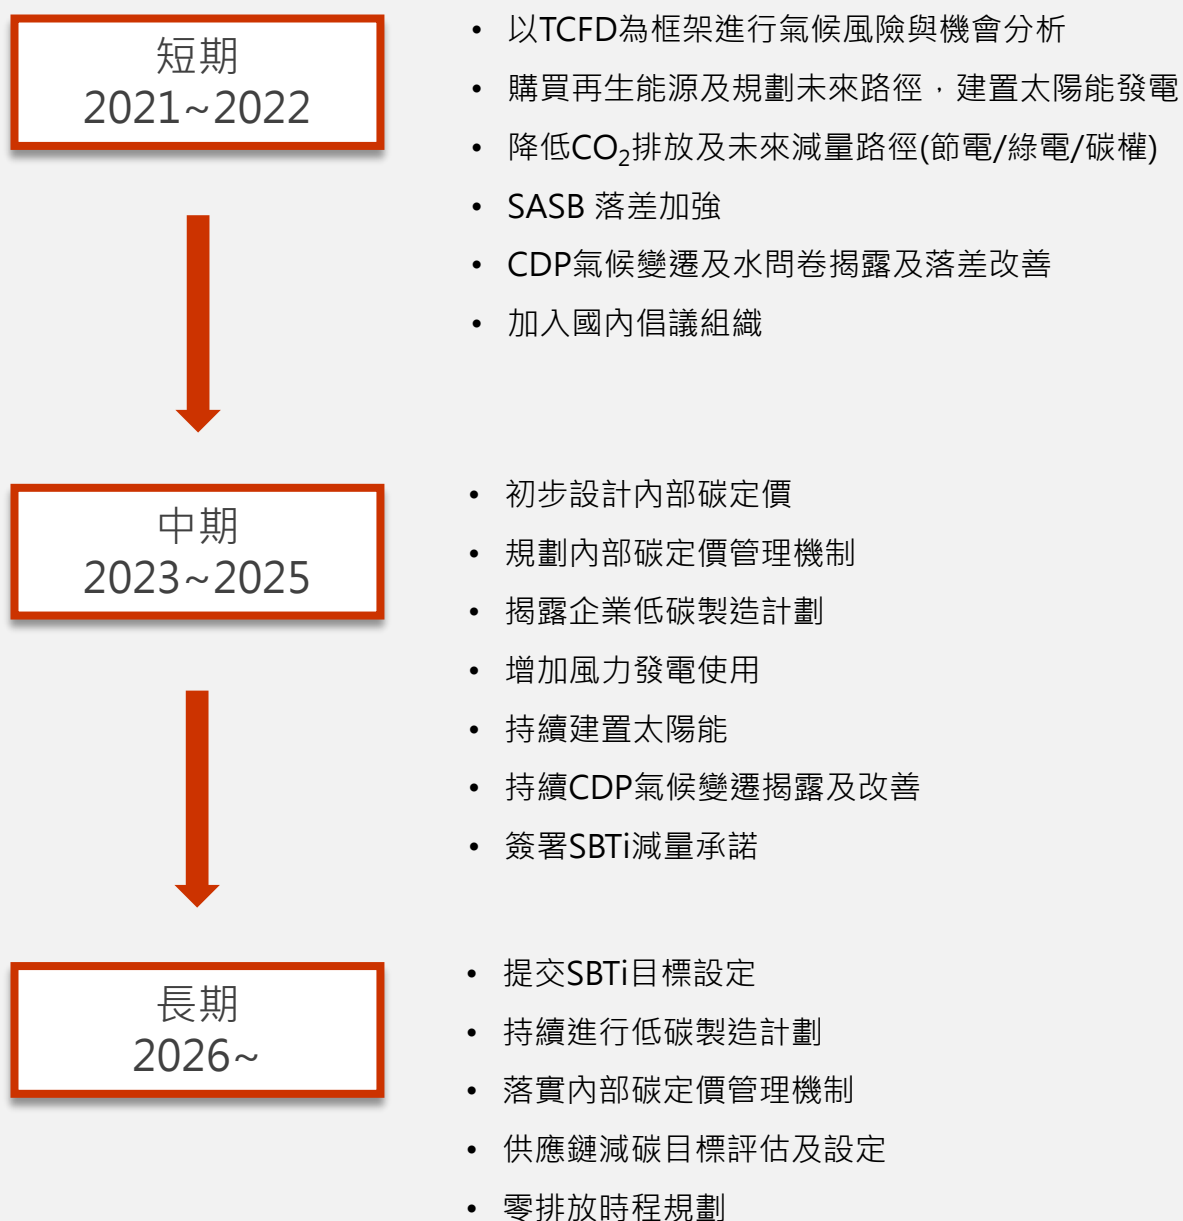 短期
2021~2022
• 以TCFD為框架進行氣候風險與機會分析
• 購買再生能源及規劃未來路徑，建置太陽能發電
• 降低CO₂排放及未來減量路徑(節電/綠電/碳權)
• SASB 落差加強
• CDP氣候變遷及水問卷揭露及落差改善
• 加入國內倡議組織
中期
2023~2025
• 初步設計內部碳定價
• 規劃內部碳定價管理機制
• 揭露企業低碳製造計劃
• 增加風力發電使用
• 持續建置太陽能
• 持續CDP氣候變遷揭露及改善
• 簽署SBTi減量承諾
長期
2026~
• 提交SBTi目標設定
• 持續進行低碳製造計劃
• 落實內部碳定價管理機制
• 供應鏈減碳目標評估及設定
• 零排放時程規劃